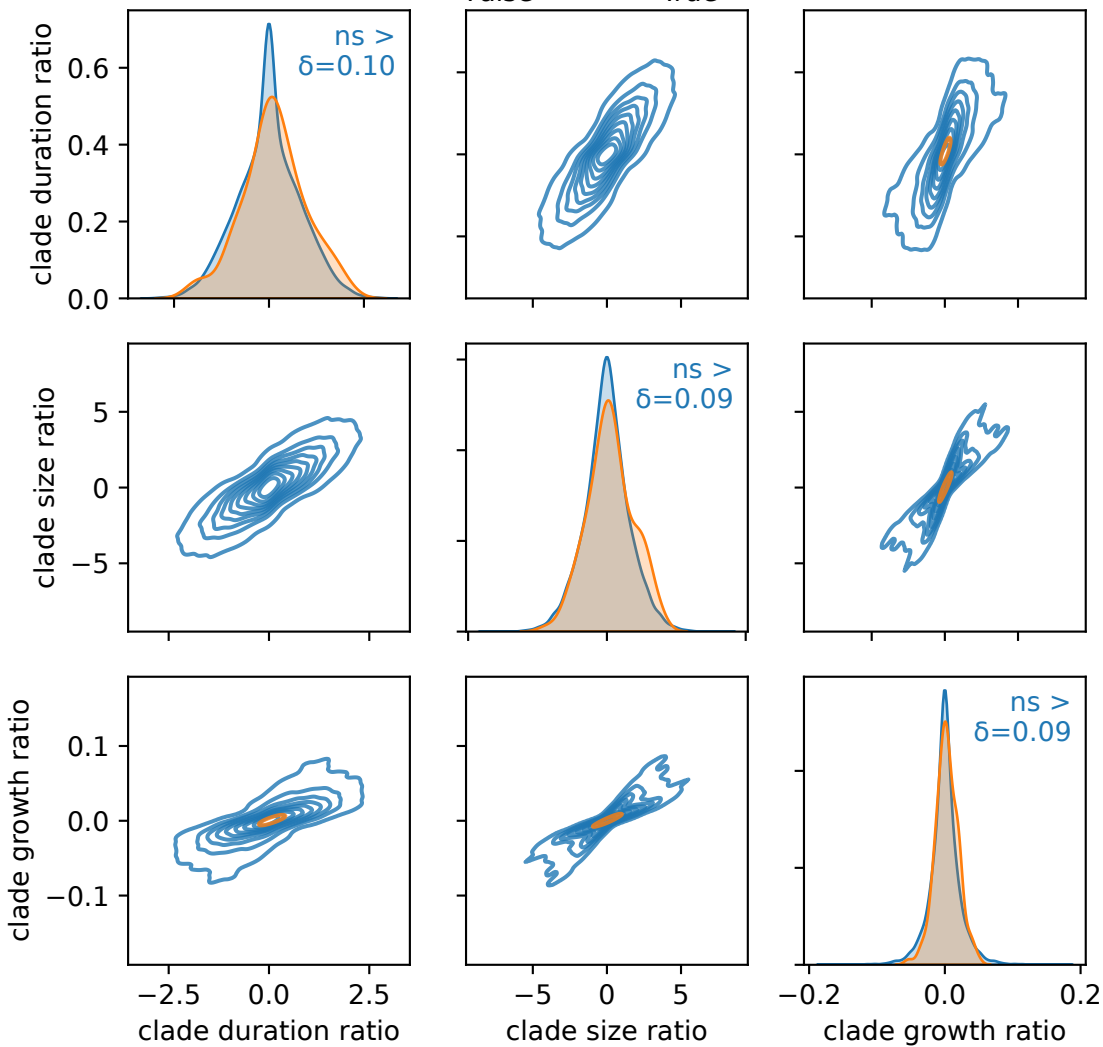 clade duration ratio
0.6
0.4
0.2
0.0
ns >
δ=0.10
−5
0
5
clade size ratio
5
0
−5
ns >
δ=0.09
clade growth ratio
0.1
0.0
−0.1
ns >
δ=0.09
−2.5
0.0
2.5
−5
0
5
−0.2
0.0
0.2
clade duration ratio
clade size ratio
clade growth ratio